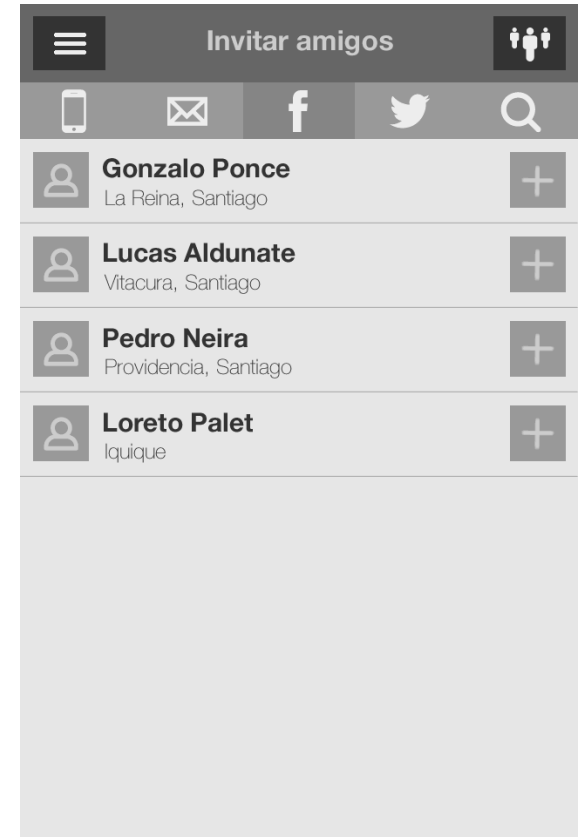 Invitar amigos
Gonzalo Ponce
La Reina, Santiago
Lucas Aldunate
Vitacura, Santiago
Pedro Neira
Providencia, Santiago
Loreto Palet
Iquique